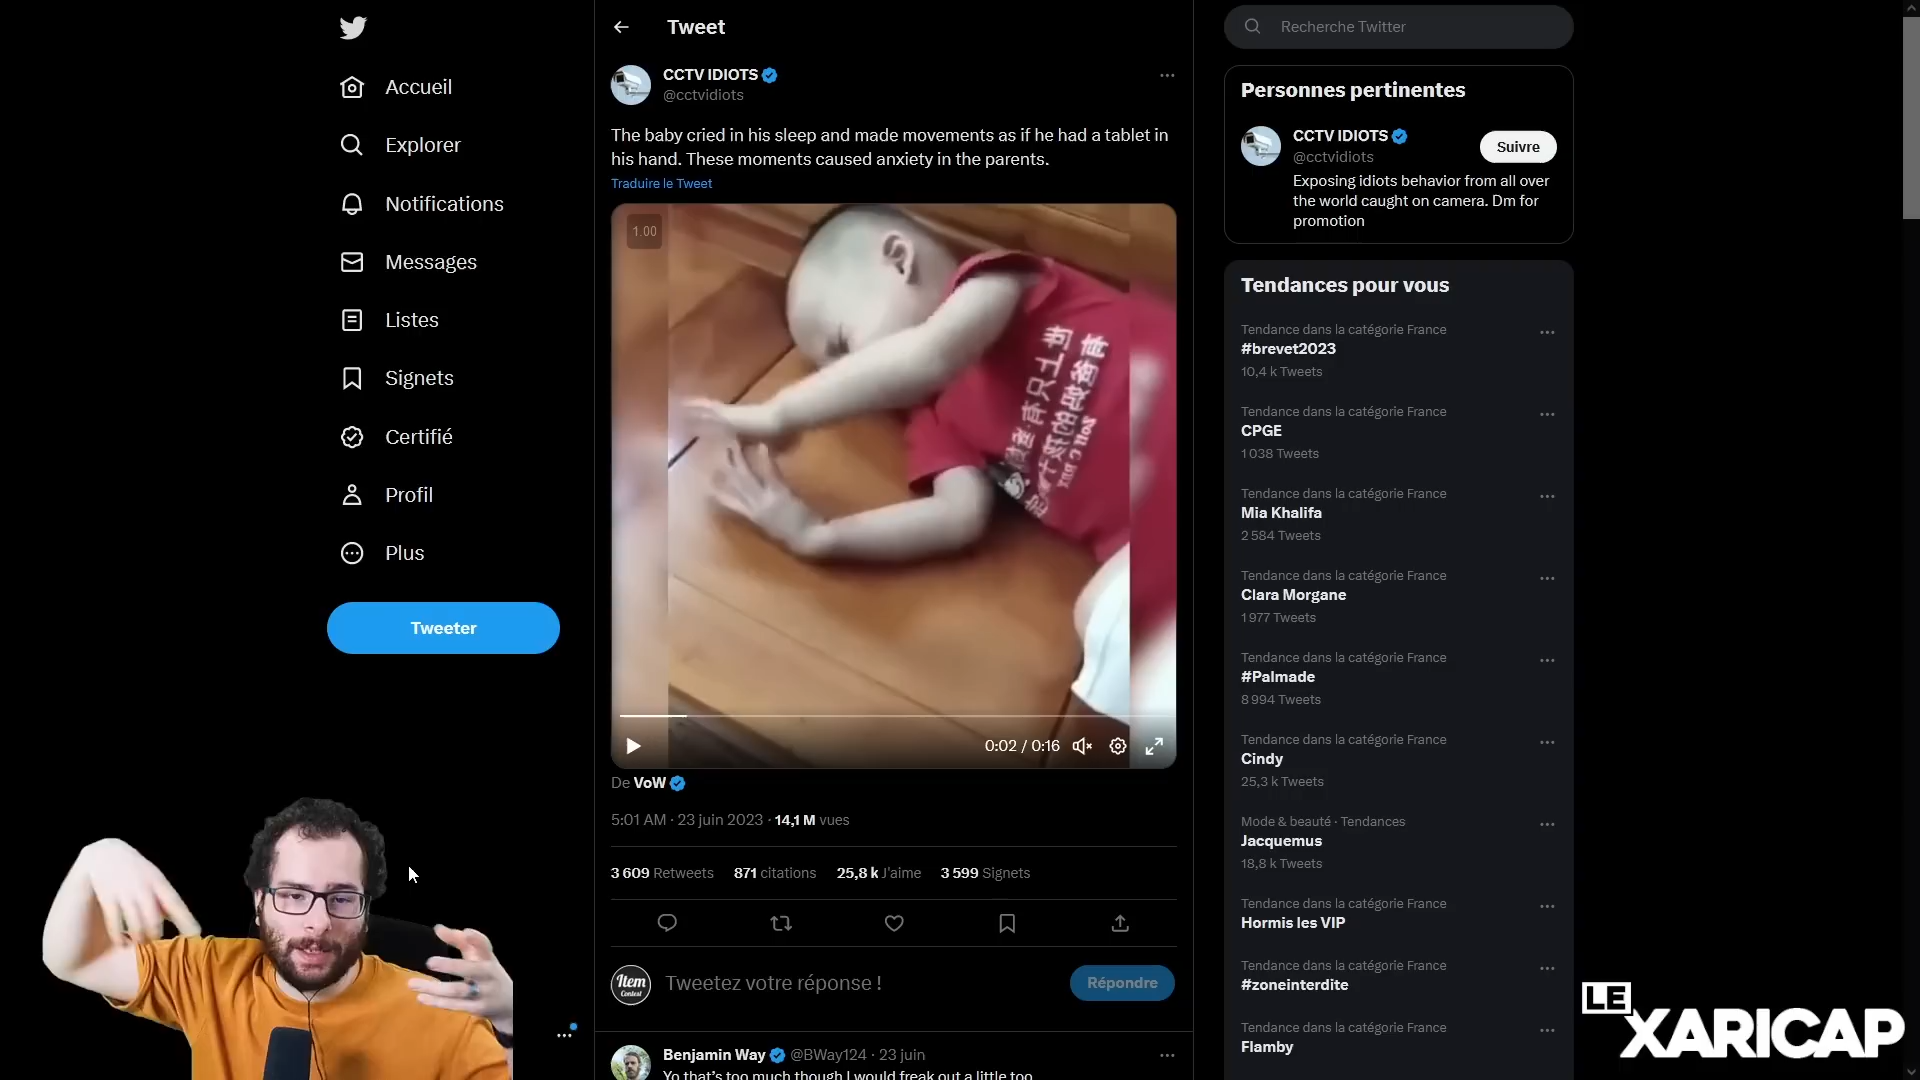 Accueil
Explorer
Notifications
Messages
Listes
Signets
Certifié
Profil
Plus
Tweeter
Tweet
CCTV IDIOTS
@cctvidiots
The baby cried in his sleep and made movements as if he had a tablet in
his hand. These moments caused anxiety in the parents.
Traduire le Tweet
1.00
0:02 / 0:16
De VoW
5:01 AM · 23 juin 2023 · 14,1 M vues
3 609 Retweets 871 citations 25,8 k J'aime 3 599 Signets
Item
Contest
Tweetez votre réponse !
Répondre
Benjamin Way @BWay124 · 23 juin
Yo that's too much though I would freak out a little too
Recherche Twitter
Personnes pertinentes
CCTV IDIOTS
@cctvidiots
Suivre
Exposing idiots behavior from all over
the world caught on camera. Dm for
promotion
Tendances pour vous
Tendance dans la catégorie France
#brevet2023
10,4 k Tweets
Tendance dans la catégorie France
CPGE
1 038 Tweets
Tendance dans la catégorie France
Mia Khalifa
2 584 Tweets
Tendance dans la catégorie France
Clara Morgane
1 977 Tweets
Tendance dans la catégorie France
#Palmade
8 994 Tweets
Tendance dans la catégorie France
Cindy
25,3 k Tweets
Mode & beauté · Tendances
Jacquemus
18,8 k Tweets
Tendance dans la catégorie France
Hormis les VIP
Tendance dans la catégorie France
#zoneinterdite
Tendance dans la catégorie France
Flamby
LE
XARICAP